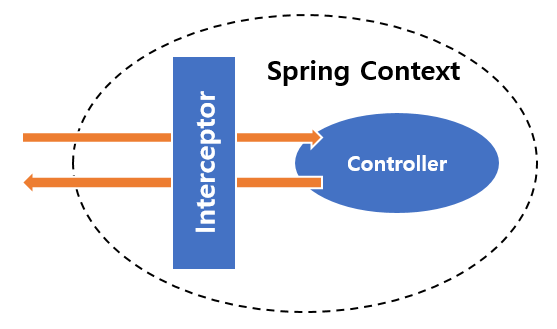 Spring Context
Interceptor
Controller